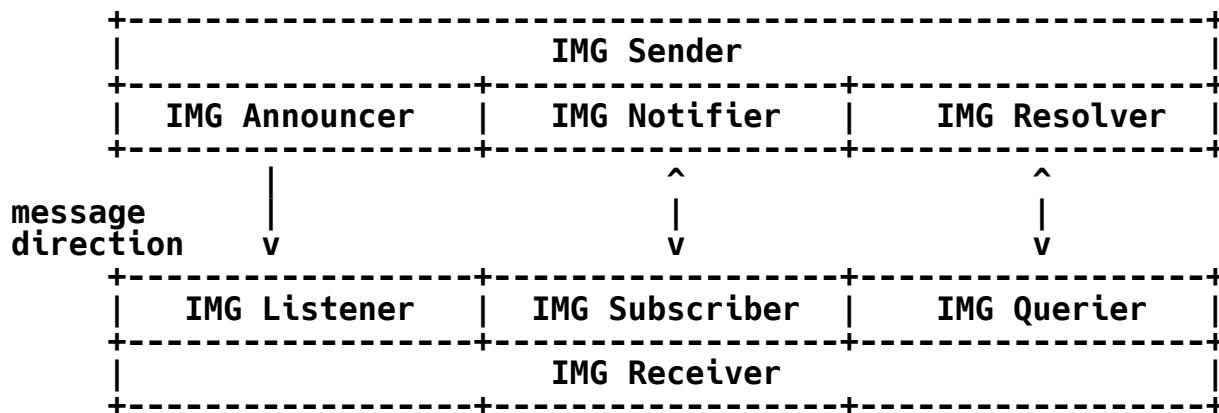 +--------------------------------------------------------+
|                      IMG Sender                        |
+------------------+------------------+------------------+
|  IMG Announcer   |   IMG Notifier   |    IMG Resolver  |
+------------------+------------------+------------------+
        |                    ^                  ^
message      |                    |                  |
direction    v                    v                  v
+------------------+------------------+------------------+
|   IMG Listener   |  IMG Subscriber  |    IMG Querier   |
+------------------+------------------+------------------+
|                      IMG Receiver                      |
+------------------+------------------+------------------+